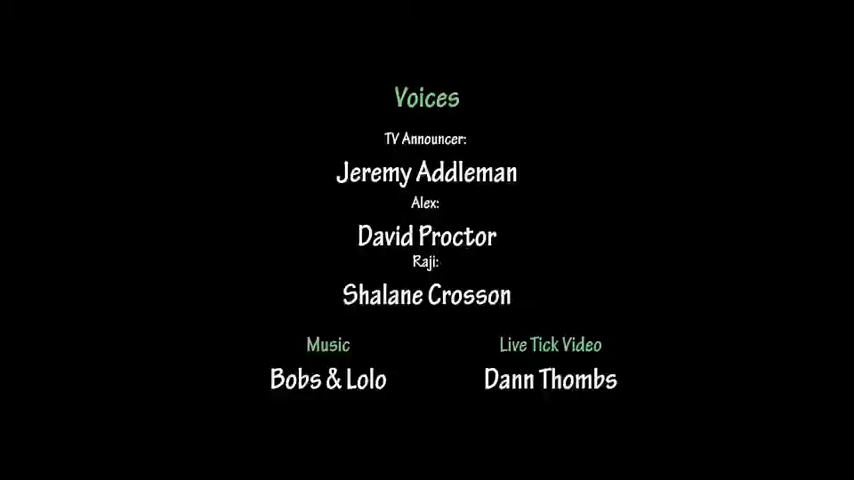 Voices
TV Announcer:
Jeremy Addleman
Alex:
David Proctor
Raji:
Shalane Crosson
Music
Bobs & Lolo
Live Tick Video
Dann Thombs